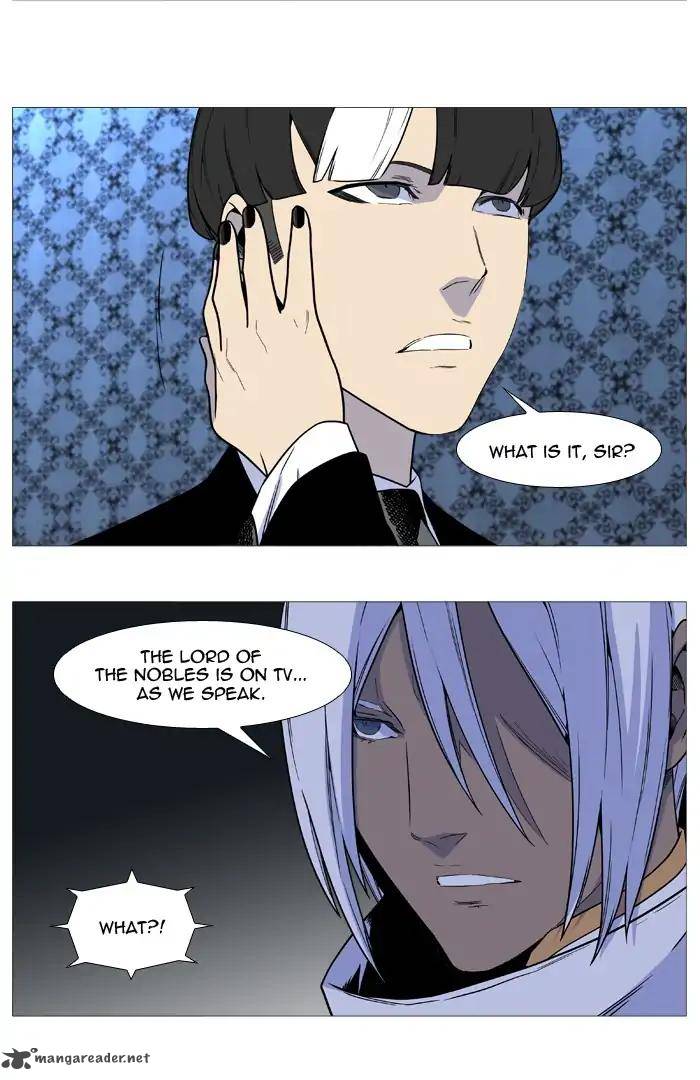 WHAT IS IT, SIR?
THE LORD OF
THE NOBLES IS ON TV...
AS WE SPEAK.
WHAT?!
mangareader.net